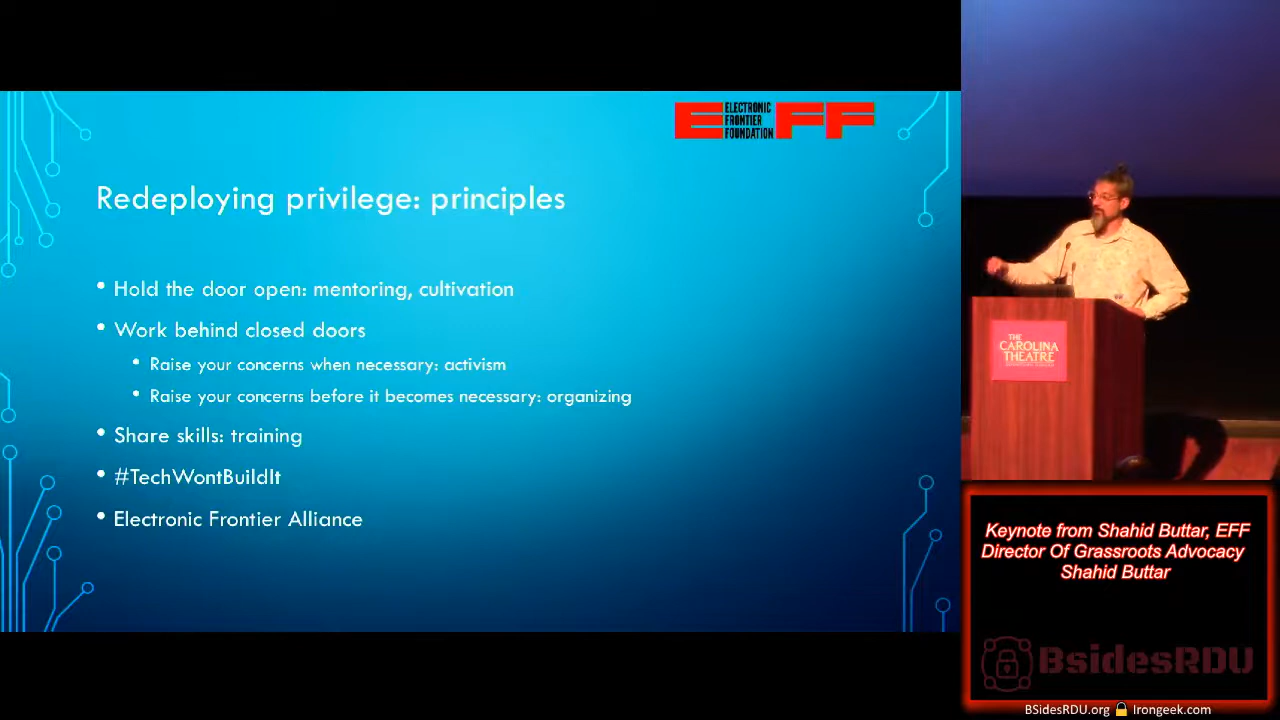 ELECTRONIC
FRONTIER
FOUNDATION
EFF
Redeploying privilege: principles
• Hold the door open: mentoring, cultivation
• Work behind closed doors
• Raise your concerns when necessary: activism
• Raise your concerns before it becomes necessary: organizing
• Share skills: training
• #TechWontBuildIt
• Electronic Frontier Alliance
THE
CAROLINA
THEATRE
Keynote from Shahid Buttar, EFF
Director Of Grassroots Advocacy
Shahid Buttar
BsidesRDU
BSidesRDU.org Irongeek.com